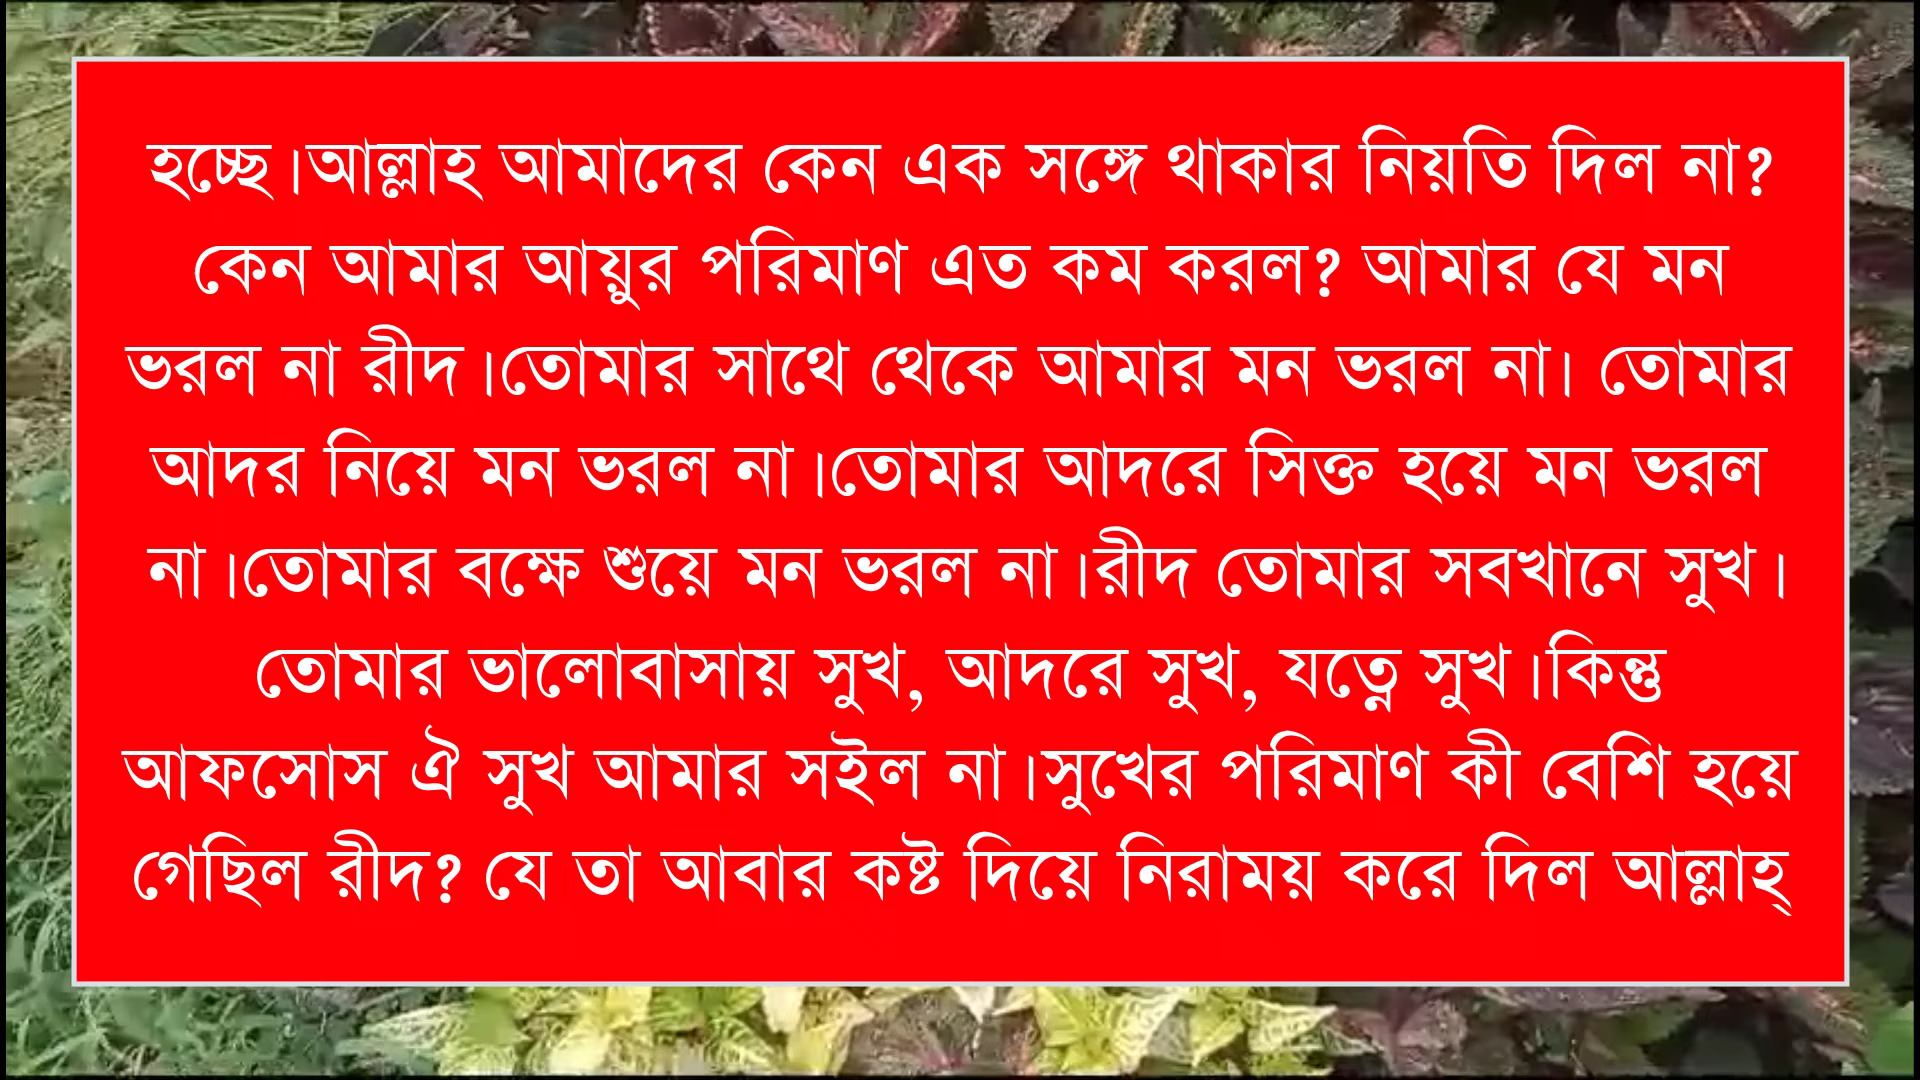 হচ্ছে।আল্লাহ আমাদের কেন এক সঙ্গে থাকার নিয়তি দিল না?
কেন আমার আয়ুর পরিমাণ এত কম করল? আমার যে মন
ভরল না রীদ।তোমার সাথে থেকে আমার মন ভরল না। তোমার
আদর নিয়ে মন ভরল না।তোমার আদরে সিক্ত হয়ে মন ভরল
না।তোমার বক্ষে শুয়ে মন ভরল না।রীদ তোমার সবখানে সুখ।
তোমার ভালোবাসায় সুখ, আদরে সুখ, যত্নে সুখ।কিন্তু
আফসোস ঐ সুখ আমার সইল না।সুখের পরিমাণ কী বেশি হয়ে
গেছিল রীদ? যে তা আবার কষ্ট দিয়ে নিরাময় করে দিল আল্লাহ্